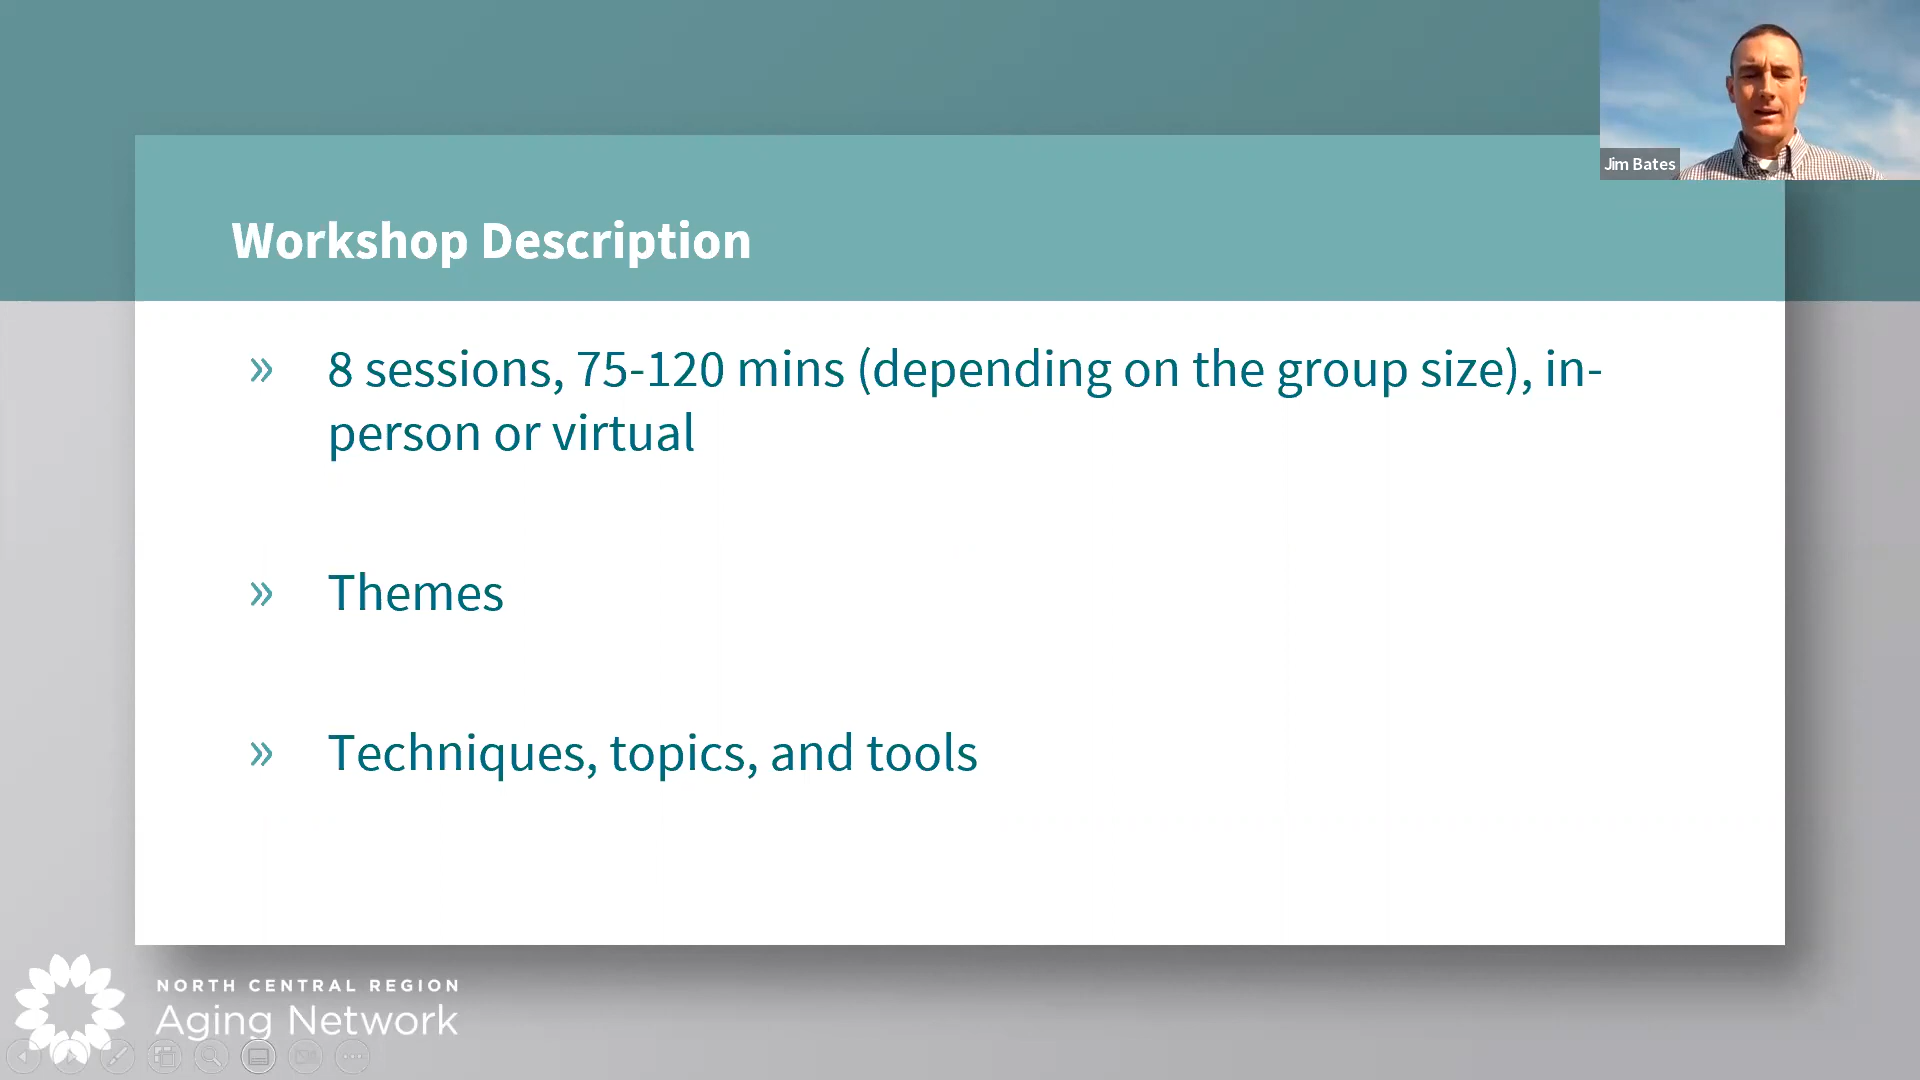 Jim Bates
Workshop Description
» 8 sessions, 75-120 mins (depending on the group size), in-
person or virtual
» Themes
» Techniques, topics, and tools
NORTH CENTRAL REGION
Aging Network